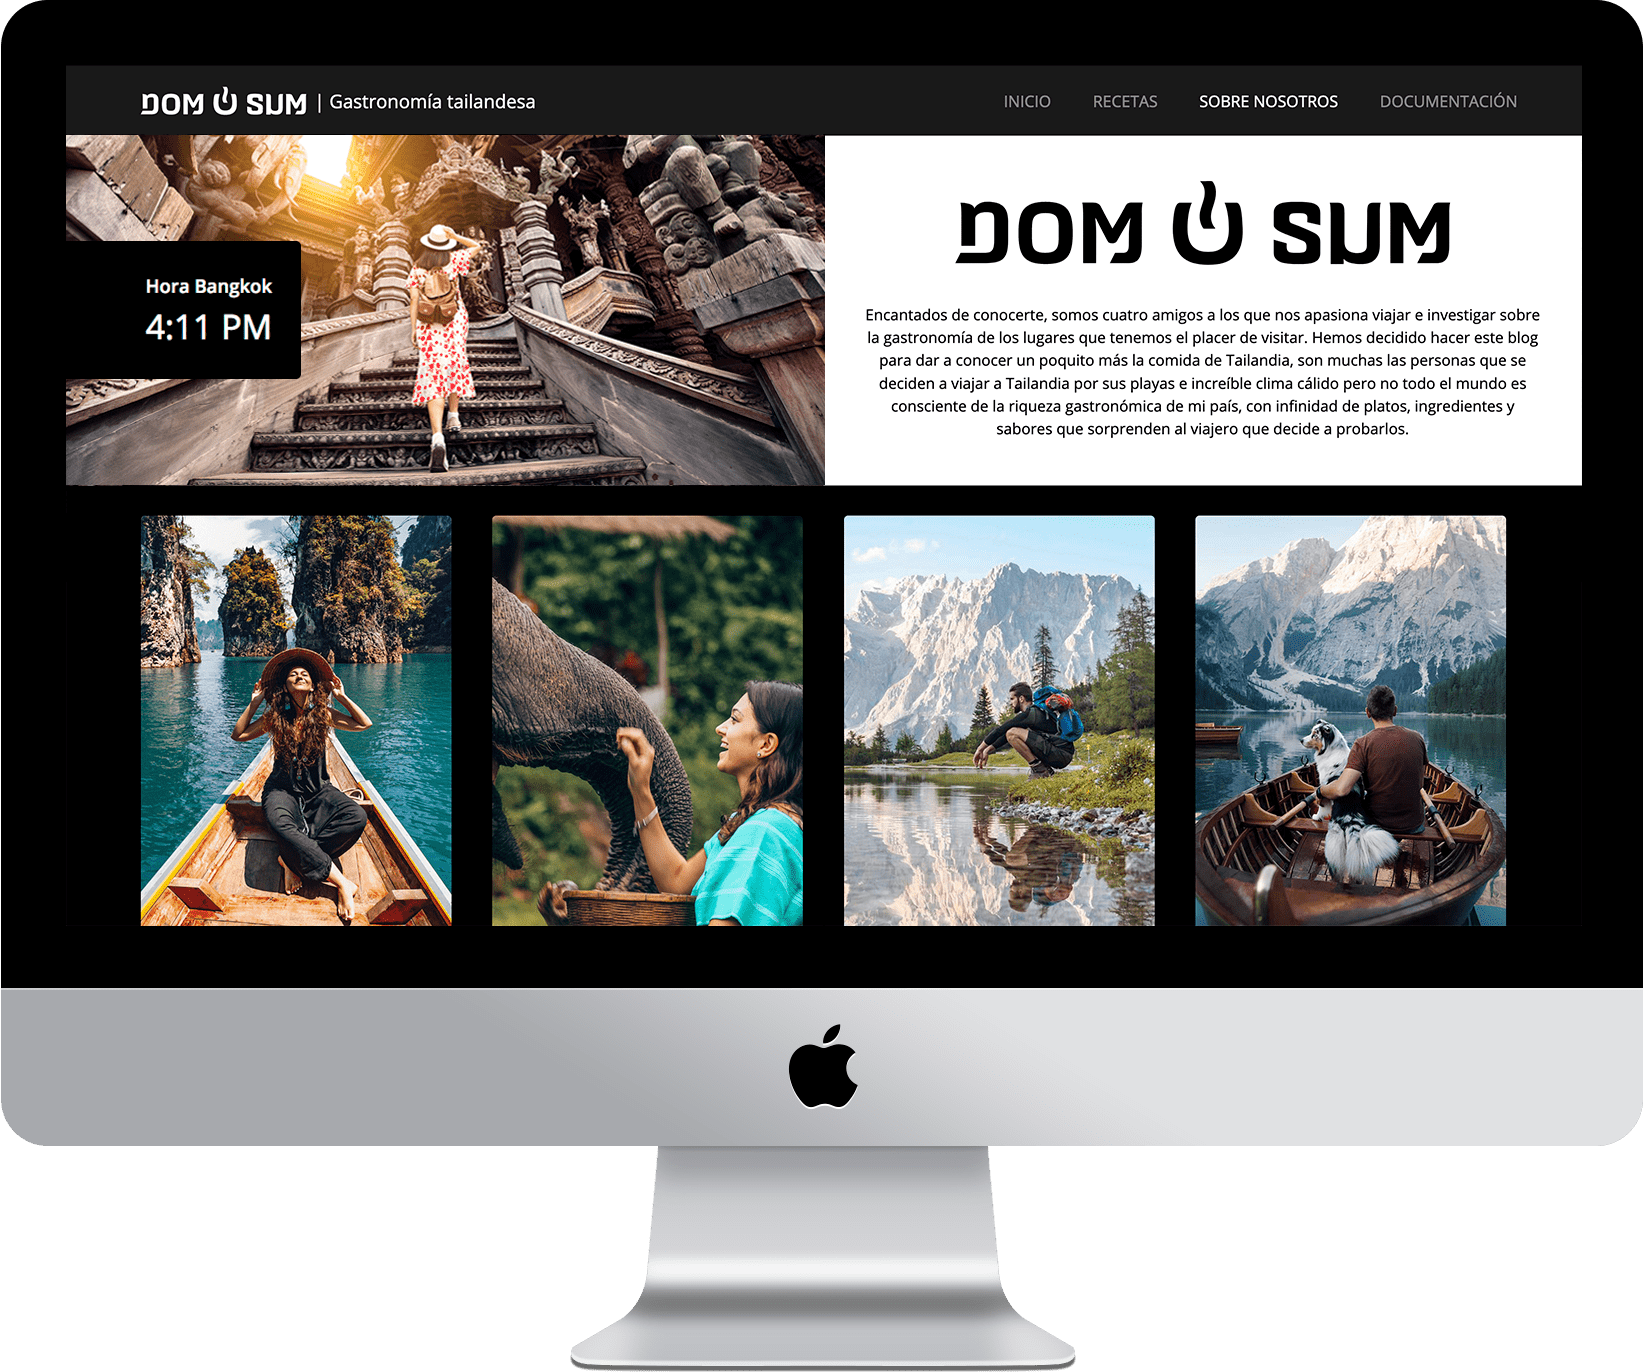 DOM U SUM | Gastronomía tailandesa
INICIO RECETAS SOBRE NOSOTROS DOCUMENTACIÓN
Hora Bangkok
4:11 PM
DOM U SUM
Encantados de conocerte, somos cuatro amigos a los que nos apasiona viajar e investigar sobre
la gastronomía de los lugares que tenemos el placer de visitar. Hemos decidido hacer este blog
para dar a conocer un poquito más la comida de Tailandia, son muchas las personas que se
deciden a viajar a Tailandia por sus playas e increíble clima cálido pero no todo el mundo es
consciente de la riqueza gastronómica de mi país, con infinidad de platos, ingredientes y
sabores que sorprenden al viajero que decide a probarlos.